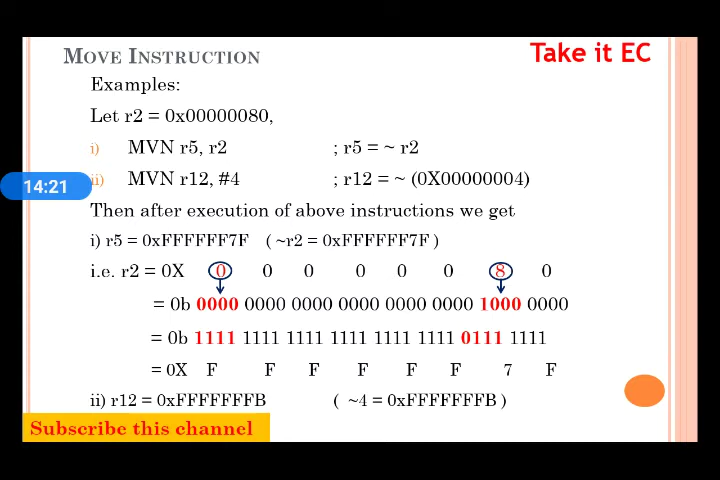 MOVE INSTRUCTION
Take it EC
Examples:
Let r2 = 0x00000080,
i) MVN r5, r2 ; r5 = ~ r2
14:21
ii) MVN r12, #4 ; r12 = ~ (0X00000004)
Then after execution of above instructions we get
i) r5 = 0xFFFFFF7F ( ~r2 = 0xFFFFFF7F )
i.e. r2 = 0X 0 0 0 0 0 0 8 0
= 0b 0000 0000 0000 0000 0000 0000 1000 0000
= 0b 1111 1111 1111 1111 1111 1111 0111 1111
= 0X F F F F F F 7 F
ii) r12 = 0xFFFFFFFB ( ~4 = 0xFFFFFFFB )
Subscribe this channel